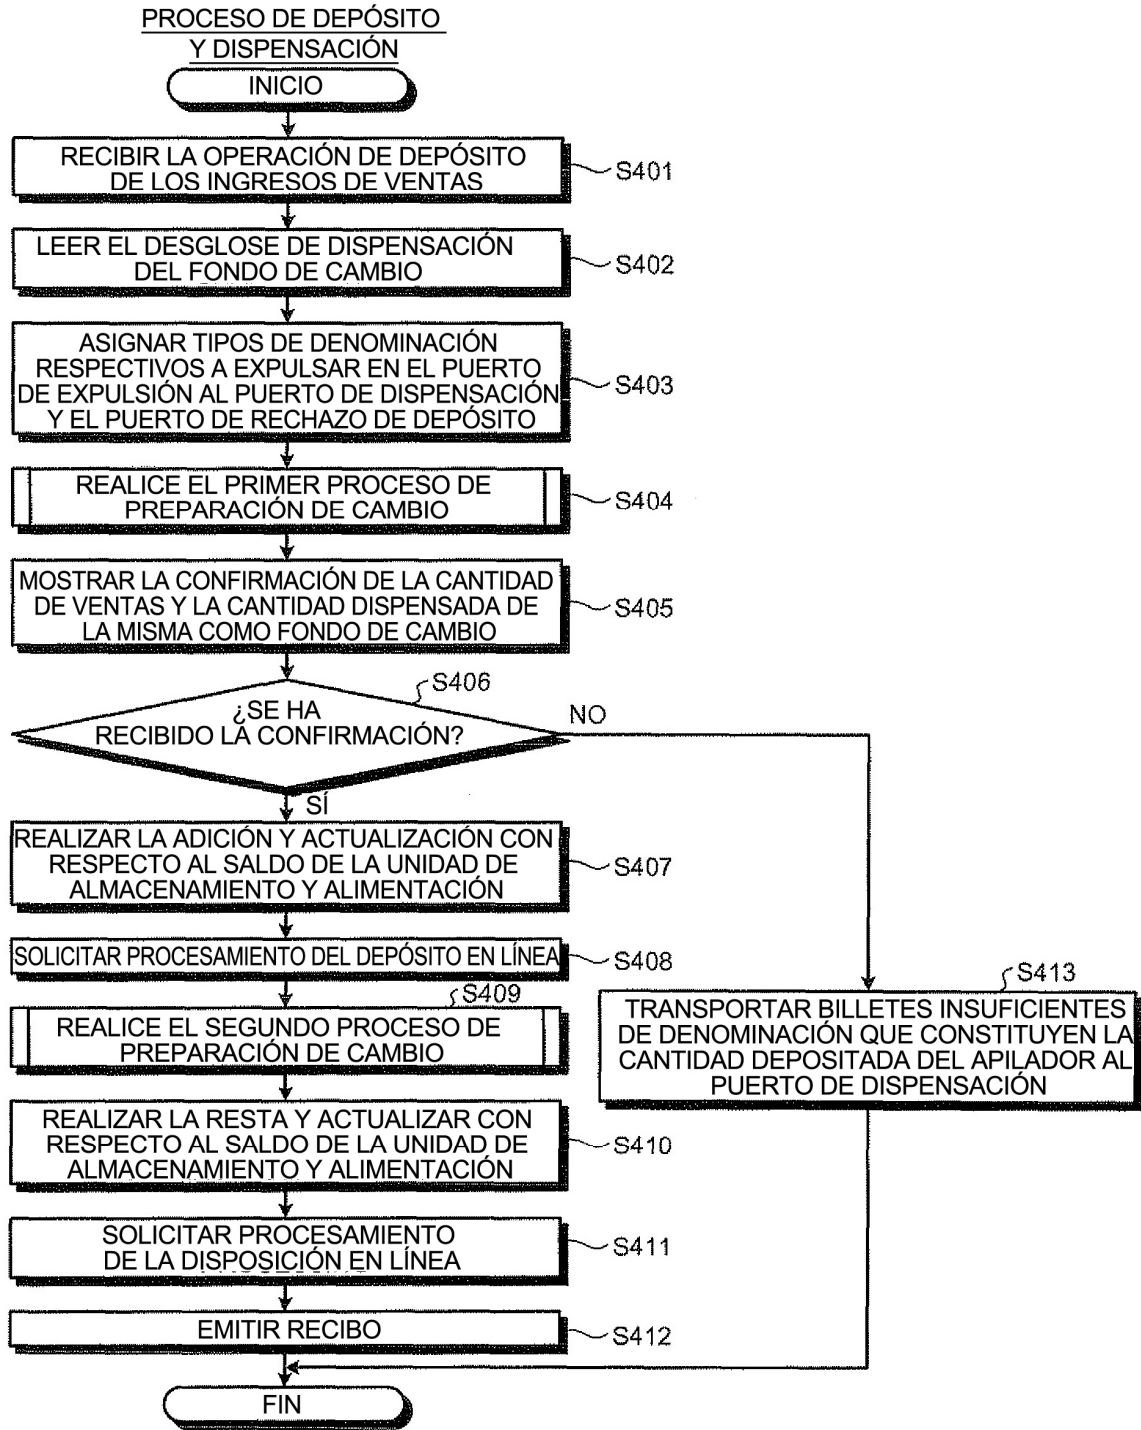 PROCESO DE DEPÓSITO
Y DISPENSACIÓN
INICIO
RECIBIR LA OPERACIÓN DE DEPÓSITO
DE LOS INGRESOS DE VENTAS
S401
LEER EL DESGLOSE DE DISPENSACIÓN
DEL FONDO DE CAMBIO
S402
ASIGNAR TIPOS DE DENOMINACIÓN
RESPECTIVOS A EXPULSAR EN EL PUERTO
DE EXPULSIÓN AL PUERTO DE DISPENSACIÓN
Y EL PUERTO DE RECHAZO DE DEPÓSITO
S403
REALICE EL PRIMER PROCESO DE
PREPARACIÓN DE CAMBIO
S404
MOSTRAR LA CONFIRMACIÓN DE LA CANTIDAD
DE VENTAS Y LA CANTIDAD DISPENSADA DE
LA MISMA COMO FONDO DE CAMBIO
S405
S406
¿SE HA
RECIBIDO LA CONFIRMACIÓN?
NO
SÍ
REALIZAR LA ADICIÓN Y ACTUALIZACIÓN CON
RESPECTO AL SALDO DE LA UNIDAD DE
ALMACENAMIENTO Y ALIMENTACIÓN
S407
SOLICITAR PROCESAMIENTO DEL DEPÓSITO EN LÍNEA
S408
S409
REALICE EL SEGUNDO PROCESO DE
PREPARACIÓN DE CAMBIO
S413
TRANSPORTAR BILLETES INSUFICIENTES
DE DENOMINACIÓN QUE CONSTITUYEN LA
CANTIDAD DEPOSITADA DEL APILADOR AL
PUERTO DE DISPENSACIÓN
REALIZAR LA RESTA Y ACTUALIZAR CON
RESPECTO AL SALDO DE LA UNIDAD DE
ALMACENAMIENTO Y ALIMENTACIÓN
S410
SOLICITAR PROCESAMIENTO
DE LA DISPOSICIÓN EN LÍNEA
S411
EMITIR RECIBO
S412
FIN